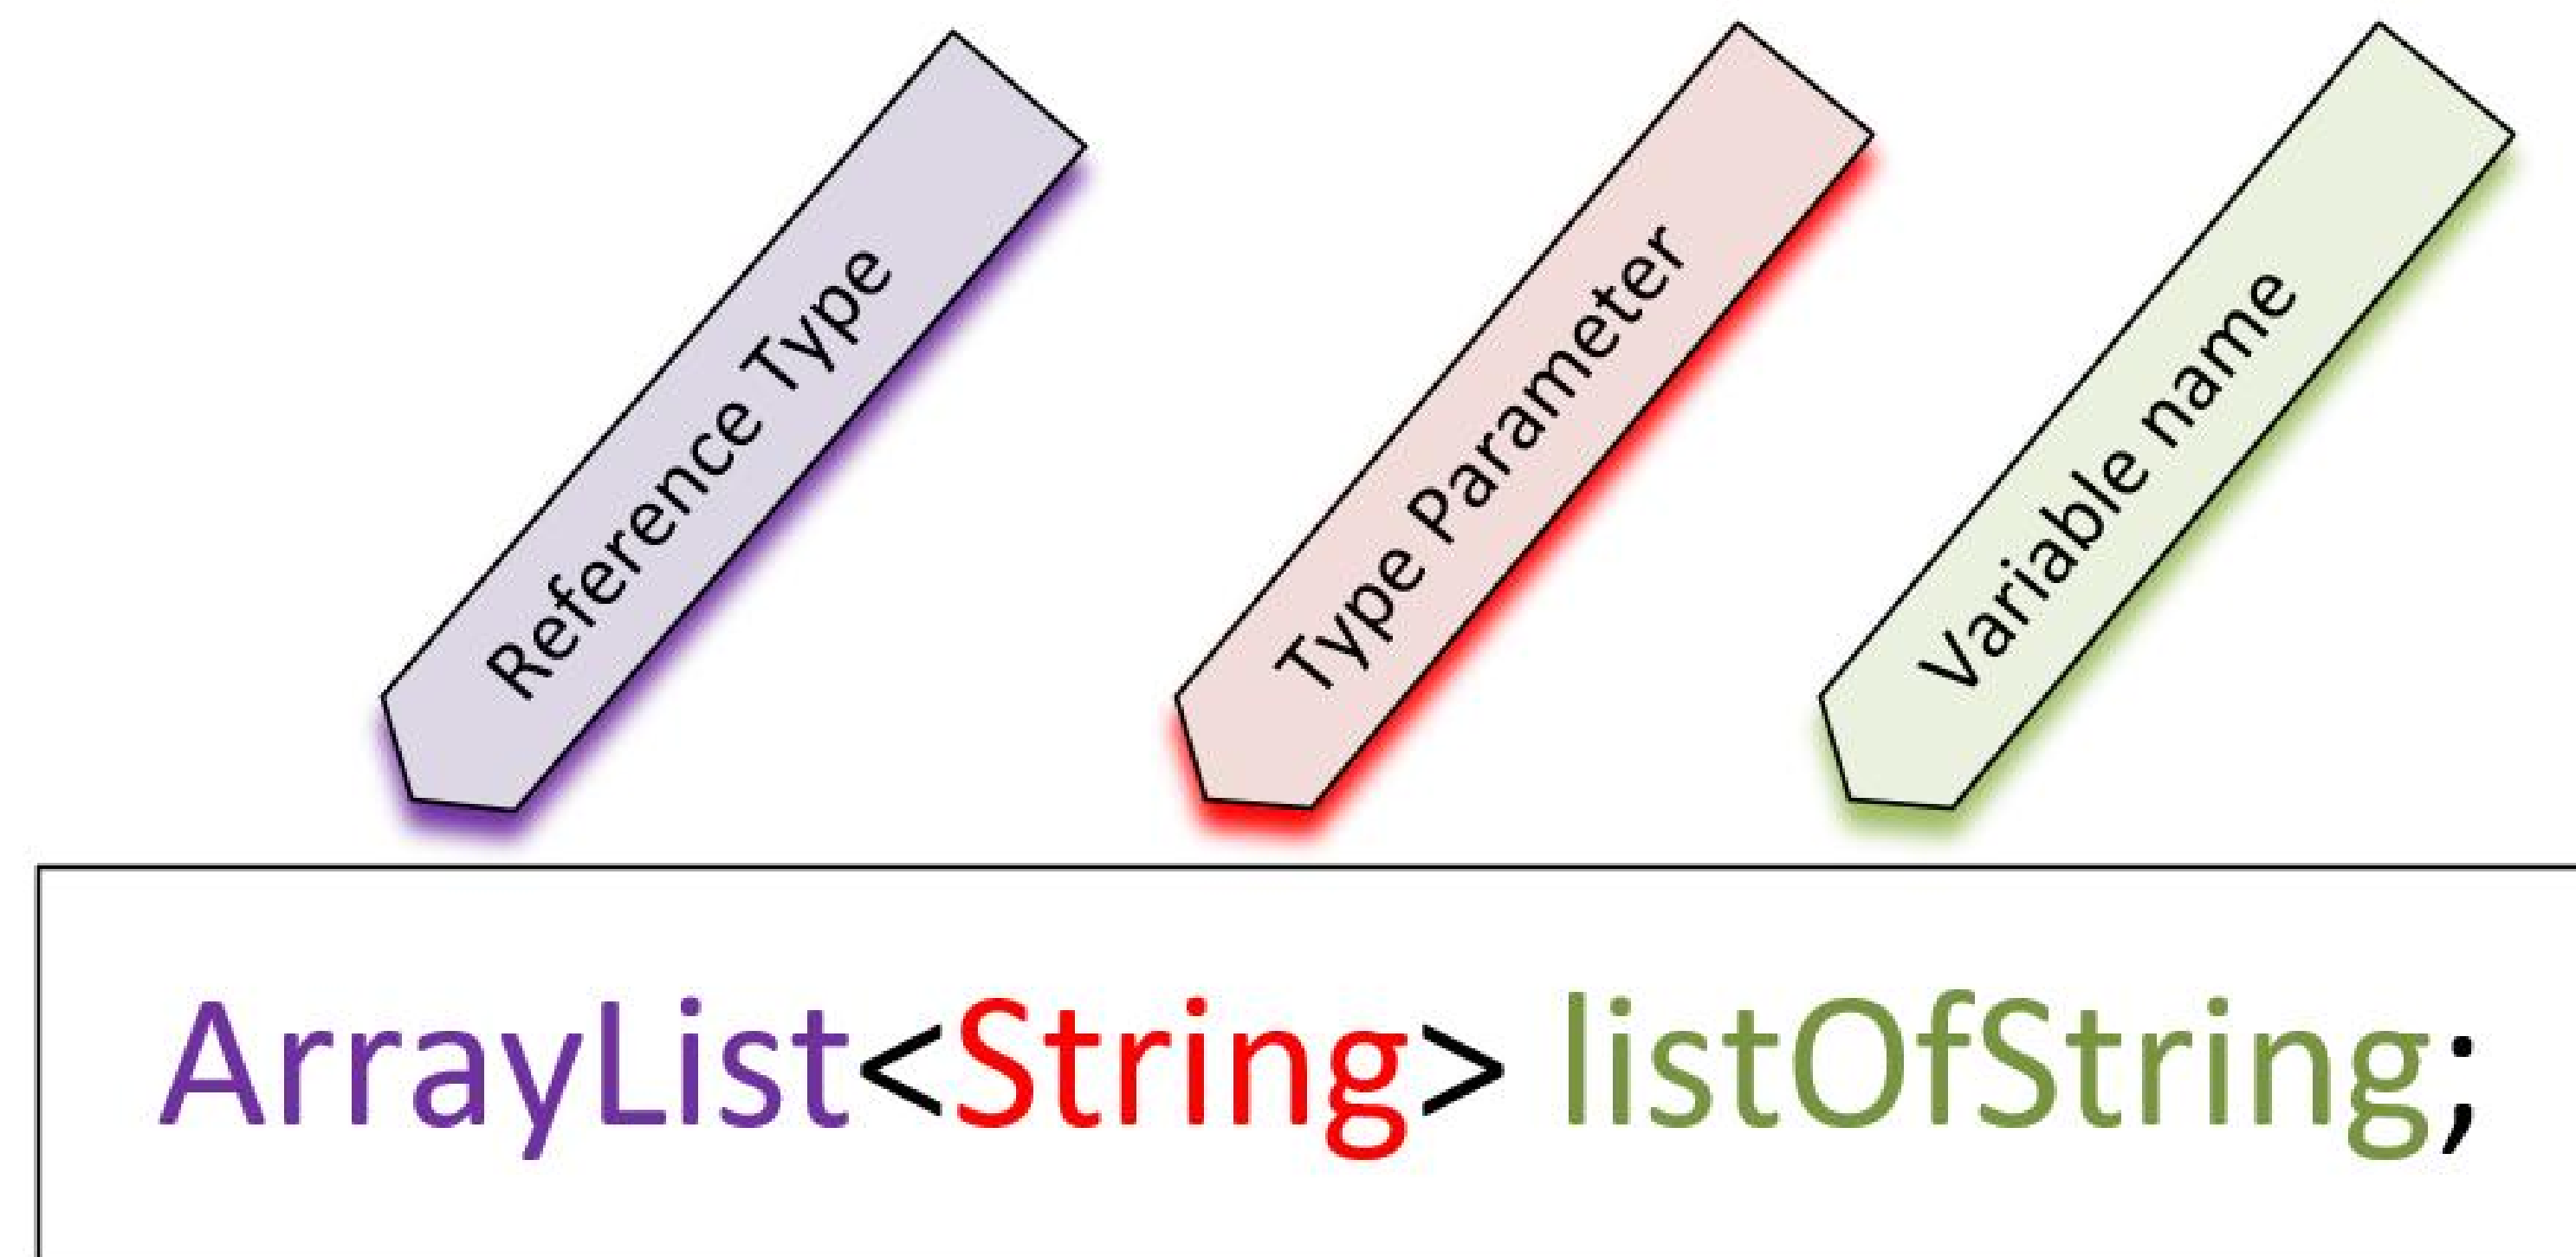 Reference Type
Type Parameter
Variable name
ArrayList<String> listOfString;